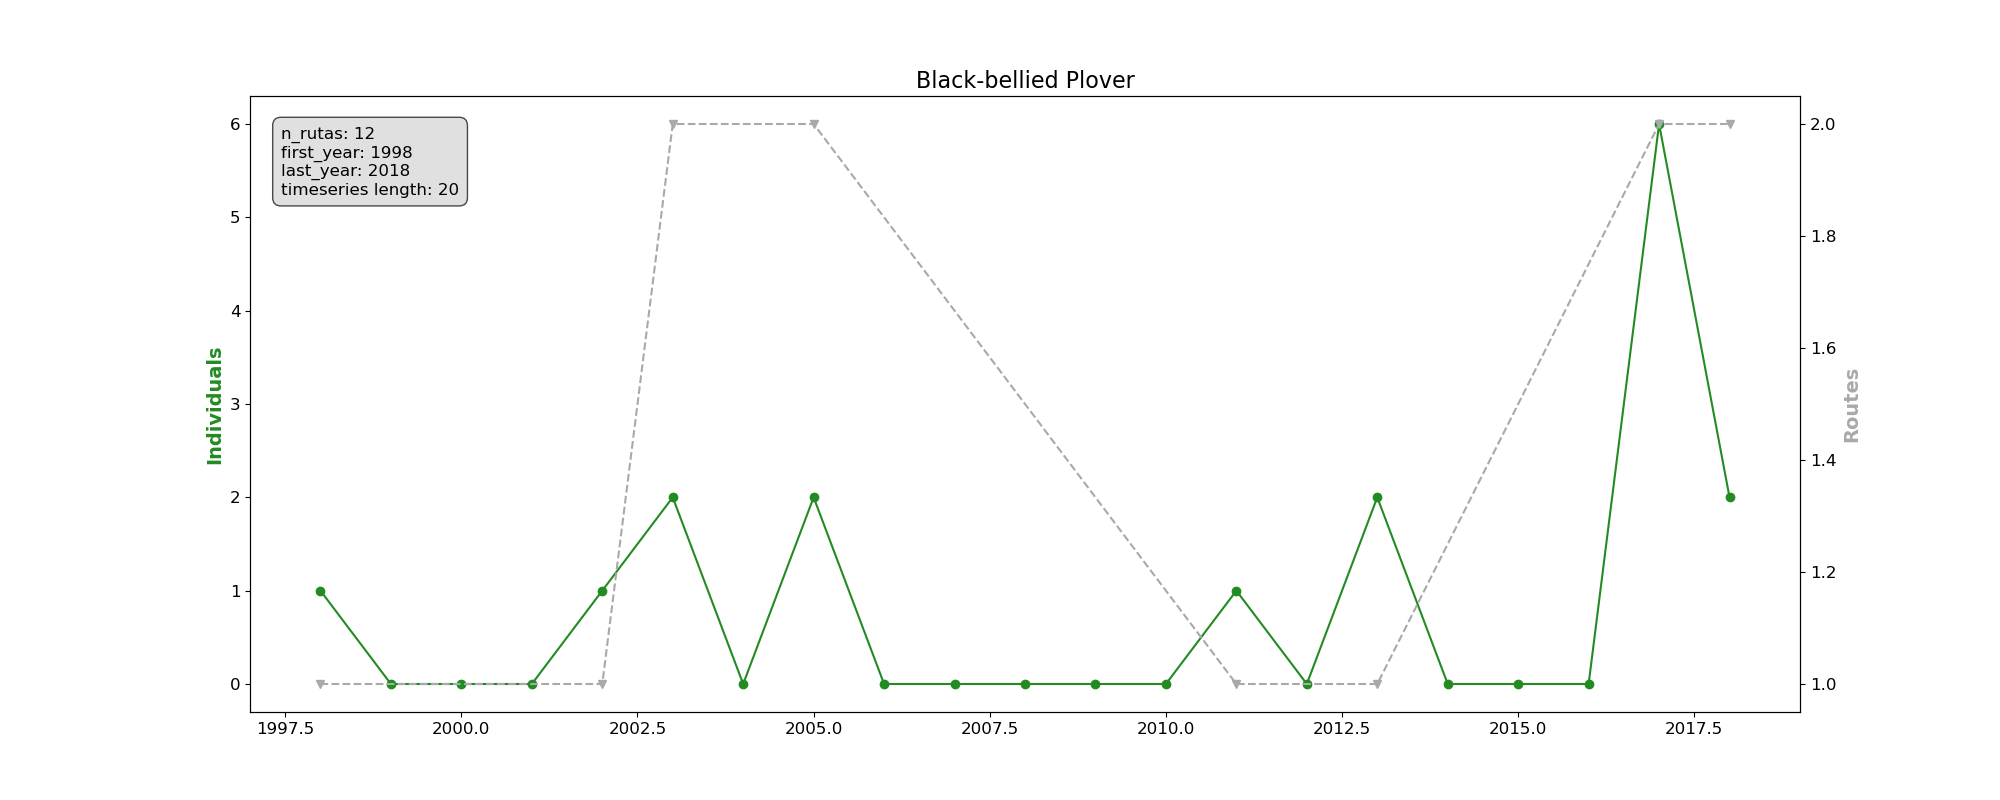 Black-bellied Plover
n_rutas: 12
first_year: 1998
last_year: 2018
timeseries length: 20
6
5
4
3
2
1
0
Individuals
2.0
1.8
1.6
1.4
1.2
1.0
Routes
1997.5 2000.0 2002.5 2005.0 2007.5 2010.0 2012.5 2015.0 2017.5